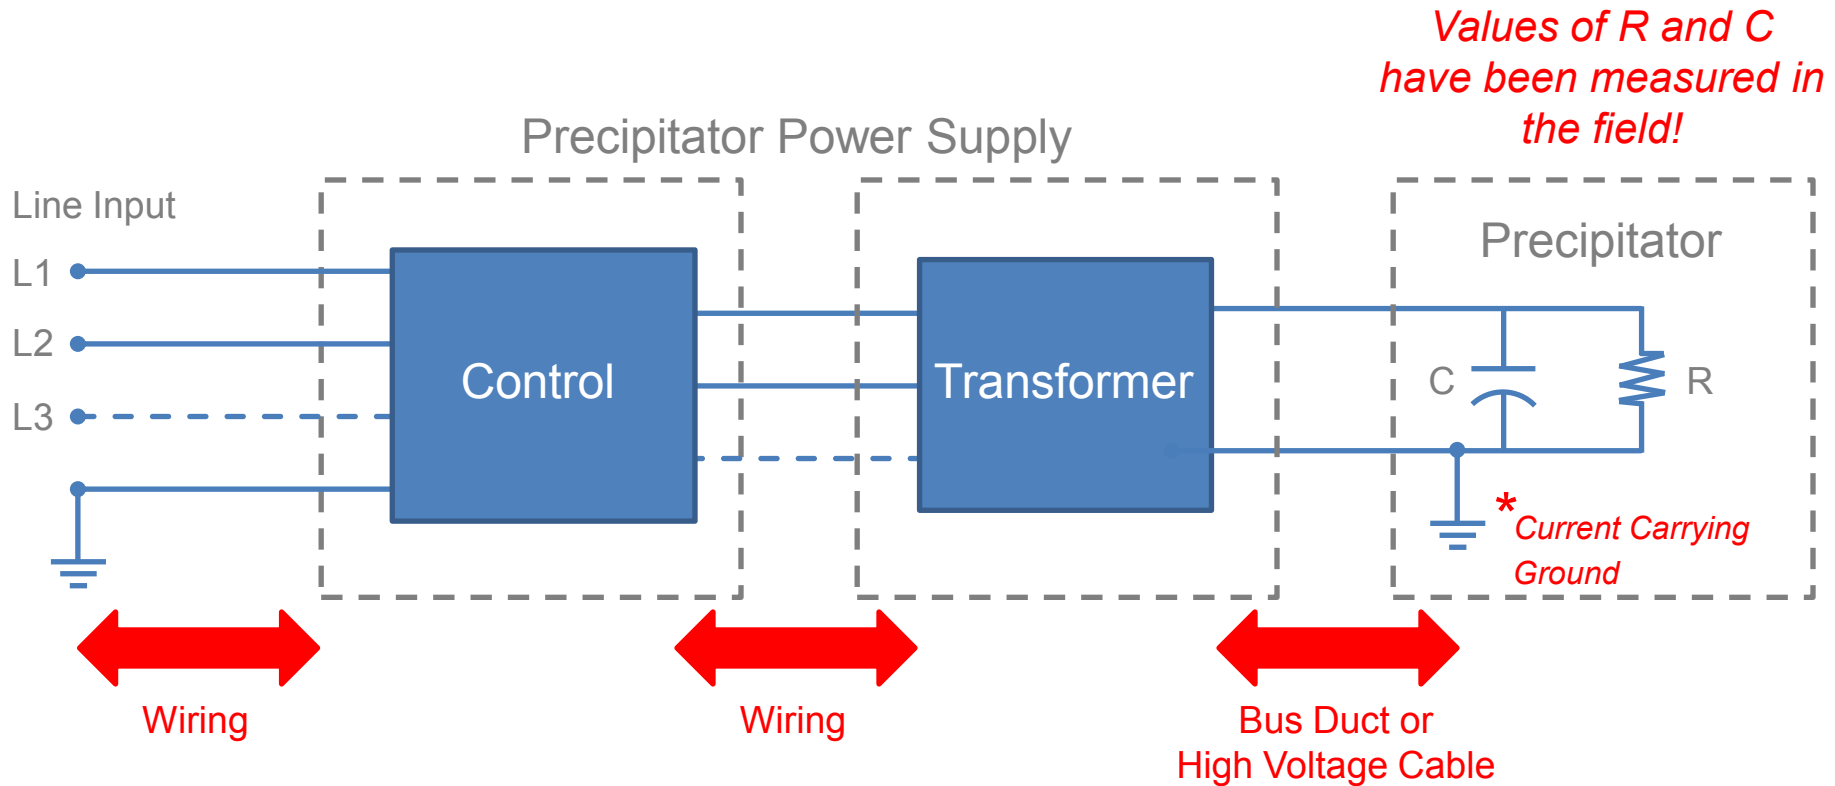 Values of R and C
have been measured in
the field!
Precipitator Power Supply
Line Input
Precipitator
L1
L2
Control
Transformer
C
R
L3
*Current Carrying
Ground
Wiring
Wiring
Bus Duct or
High Voltage Cable